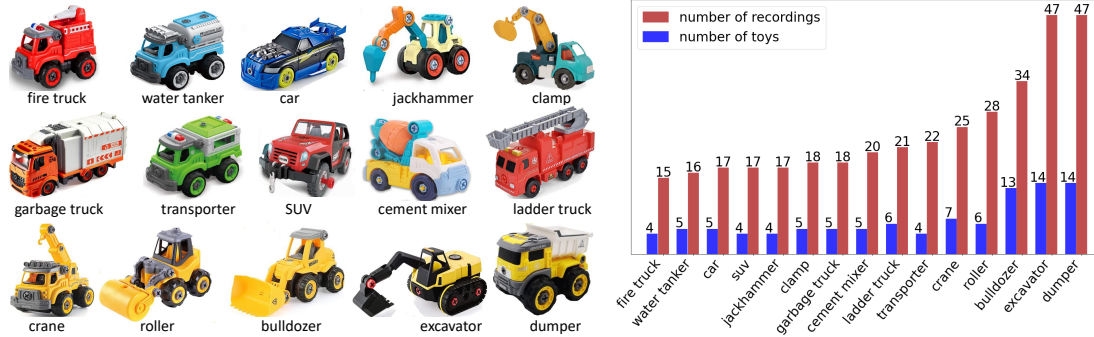 fire truck
water tanker
car
jackhammer
clamp
garbage truck
transporter
SUV
cement mixer
ladder truck
crane
roller
bulldozer
excavator
dumper
number of recordings
number of toys
4 15
5 16
5 17
4 17
4 17
5 18
5 18
5 20
6 21
4 22
7 25
6 28
13 34
14 47
14 47
fire truck
water tanker
car
suv
jackhammer
clamp
garbage truck
cement mixer
ladder truck
transporter
crane
roller
bulldozer
excavator
dumper